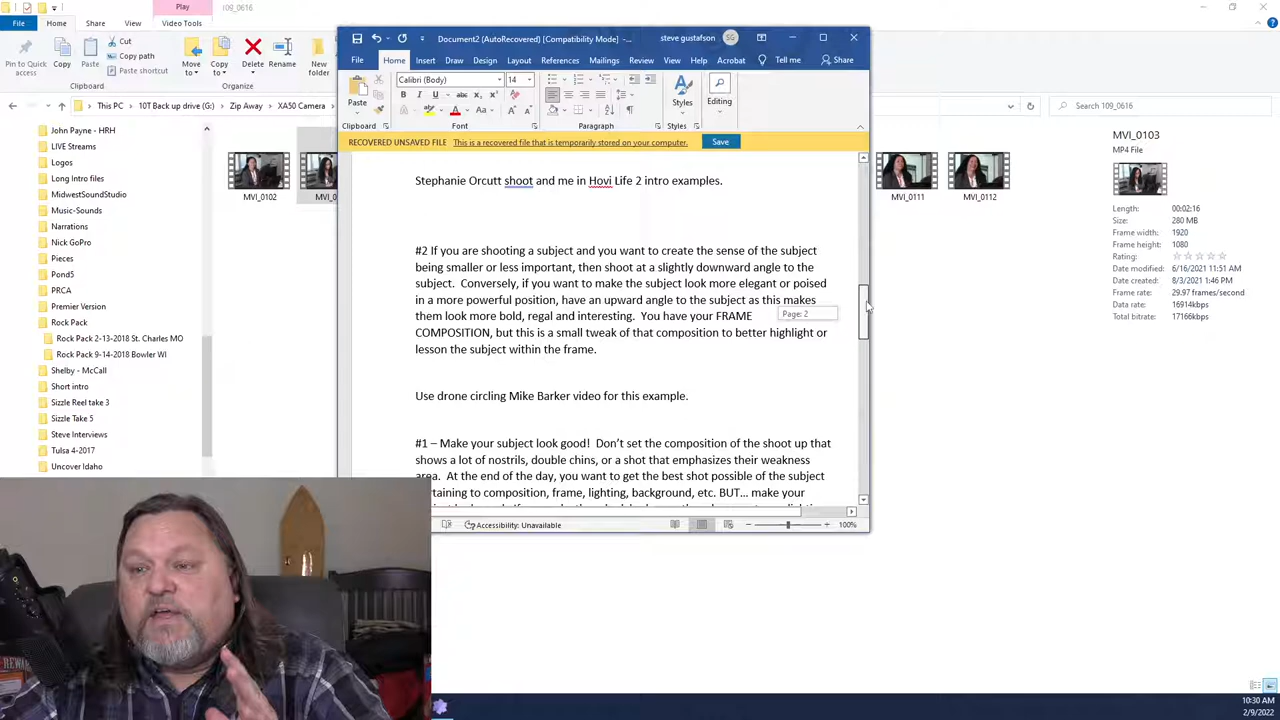 Play
109_0616
File
Home
Share
View
Video Tools
Pin to Quick
access
Copy
Paste
Cut
Copy path
Paste shortcut
Move
to
Copy
to
Delete
Rename
New
folder
Clipboard
Organize
This PC
10T Back up drive (G:)
Zip Away
XA50 Camera
Search 109_0616
John Payne - HRH
LIVE Streams
Logos
Long Intro files
MidwestSoundStudio
Music-Sounds
Narrations
Nick GoPro
Pieces
Pond5
PRCA
Premier Version
Rock Pack
Rock Pack 2-13-2018 St. Charles MO
Rock Pack 9-14-2018 Bowler WI
Shelby - McCall
Short intro
Sizzle Reel take 3
Sizzle Take 5
Steve Interviews
Tulsa 4-2017
Uncover Idaho
MVI_0102
MVI_0111
MVI_0112
Document2 (AutoRecovered) [Compatibility Mode] -...
steve gustafson
SG
File
Home
Insert
Draw
Design
Layout
References
Mailings
Review
View
Help
Acrobat
Tell me
Share
Paste
Calibri (Body)
14
Styles
Editing
Clipboard
Font
Paragraph
Styles
RECOVERED UNSAVED FILE
This is a recovered file that is temporarily stored on your computer.
Save
Stephanie Orcutt shoot and me in Hovi Life 2 intro examples.
#2 If you are shooting a subject and you want to create the sense of the subject
being smaller or less important, then shoot at a slightly downward angle to the
subject. Conversely, if you want to make the subject look more elegant or poised
in a more powerful position, have an upward angle to the subject as this makes
them look more bold, regal and interesting. You have your FRAME
Page: 2
COMPOSITION, but this is a small tweak of that composition to better highlight or
lesson the subject within the frame.
Use drone circling Mike Barker video for this example.
#1 – Make your subject look good! Don't set the composition of the shoot up that
shows a lot of nostrils, double chins, or a shot that emphasizes their weakness
area. At the end of the day, you want to get the best shot possible of the subject
pertaining to composition, frame, lighting, background, etc. BUT… make your
Accessibility: Unavailable
100%
MVI_0103
MP4 File
Length: 00:02:16
Size: 280 MB
Frame width: 1920
Frame height: 1080
Rating:
Date modified: 6/16/2021 11:51 AM
Date created: 8/3/2021 1:46 PM
Frame rate: 29.97 frames/second
Data rate: 16914kbps
Total bitrate: 17166kbps
10:30 AM
2/9/2022